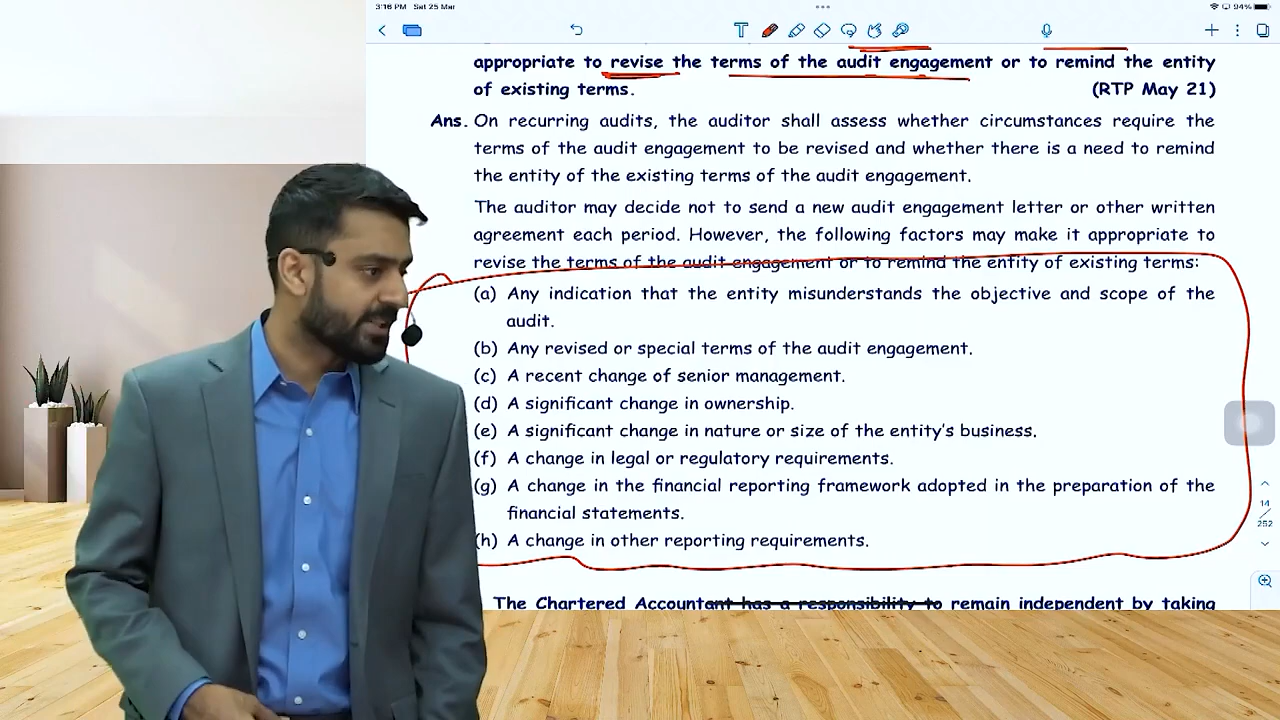 3:16 PM Sat 25 Mar
94%
appropriate to revise the terms of the audit engagement or to remind the entity
of existing terms. (RTP May 21)
Ans. On recurring audits, the auditor shall assess whether circumstances require the
terms of the audit engagement to be revised and whether there is a need to remind
the entity of the existing terms of the audit engagement.
The auditor may decide not to send a new audit engagement letter or other written
agreement each period. However, the following factors may make it appropriate to
revise the terms of the audit engagement or to remind the entity of existing terms:
(a) Any indication that the entity misunderstands the objective and scope of the
audit.
(b) Any revised or special terms of the audit engagement.
(c) A recent change of senior management.
(d) A significant change in ownership.
(e) A significant change in nature or size of the entity's business.
(f) A change in legal or regulatory requirements.
(g) A change in the financial reporting framework adopted in the preparation of the
financial statements.
(h) A change in other reporting requirements.
14
/
252
The Chartered Accountant has a responsibility to remain independent by taking